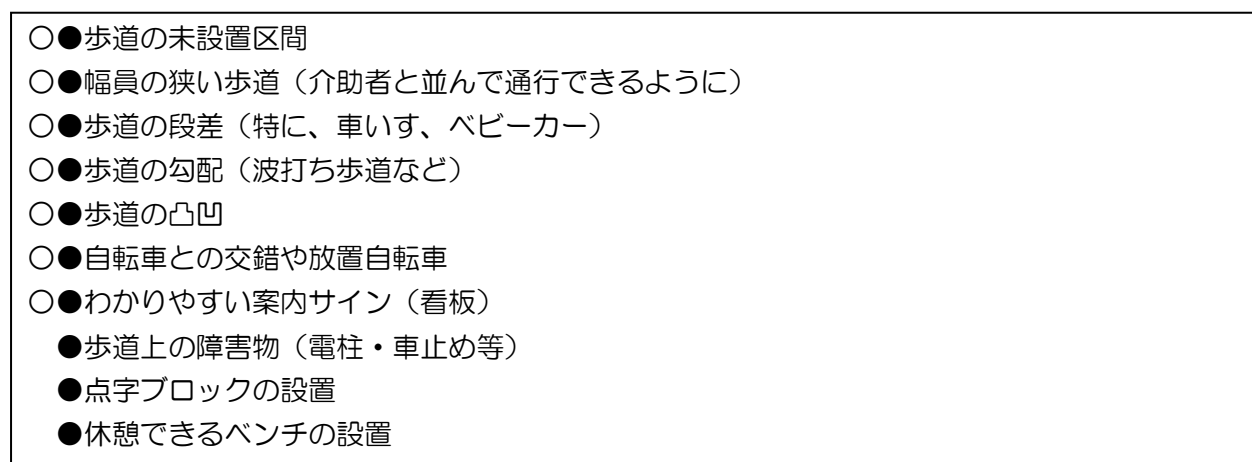 ○●歩道の未設置区間
○●幅員の狭い歩道（介助者と並んで通行できるように）
○●歩道の段差（特に、車いす、ベビーカー）
○●歩道の勾配（波打ち歩道など）
○●歩道の凸凹
○●自転車との交錯や放置自転車
○●わかりやすい案内サイン（看板）
●歩道上の障害物（電柱・車止め等）
●点字ブロックの設置
●休憩できるベンチの設置